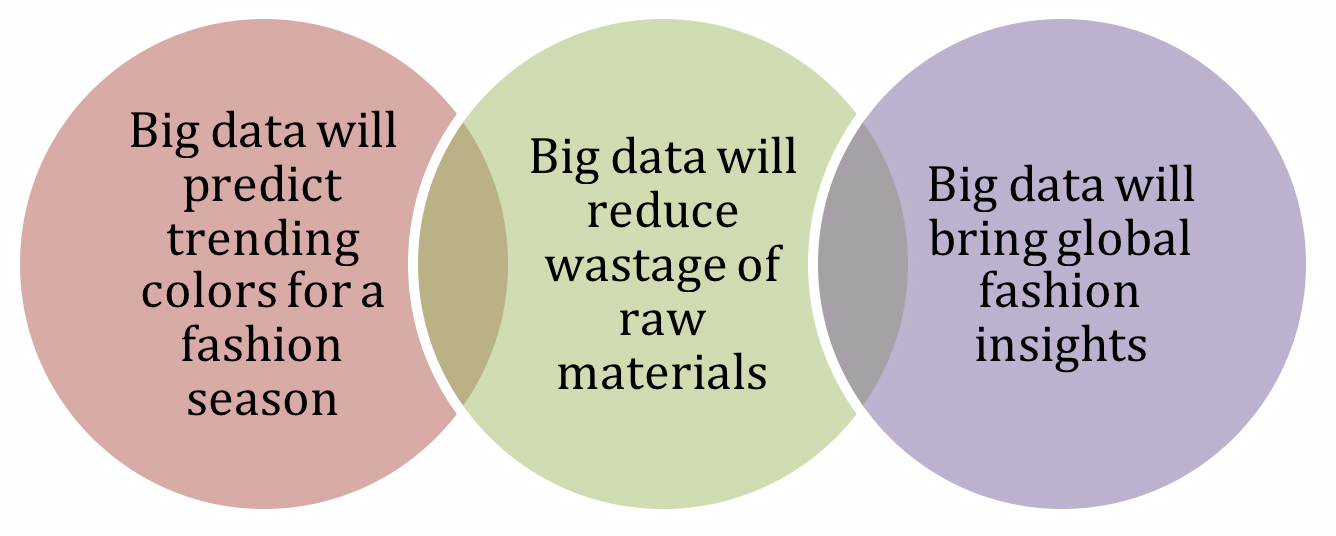 Big data will
predict
trending
colors for a
fashion
season
Big data will
reduce
wastage of
raw
materials
Big data will
bring global
fashion
insights